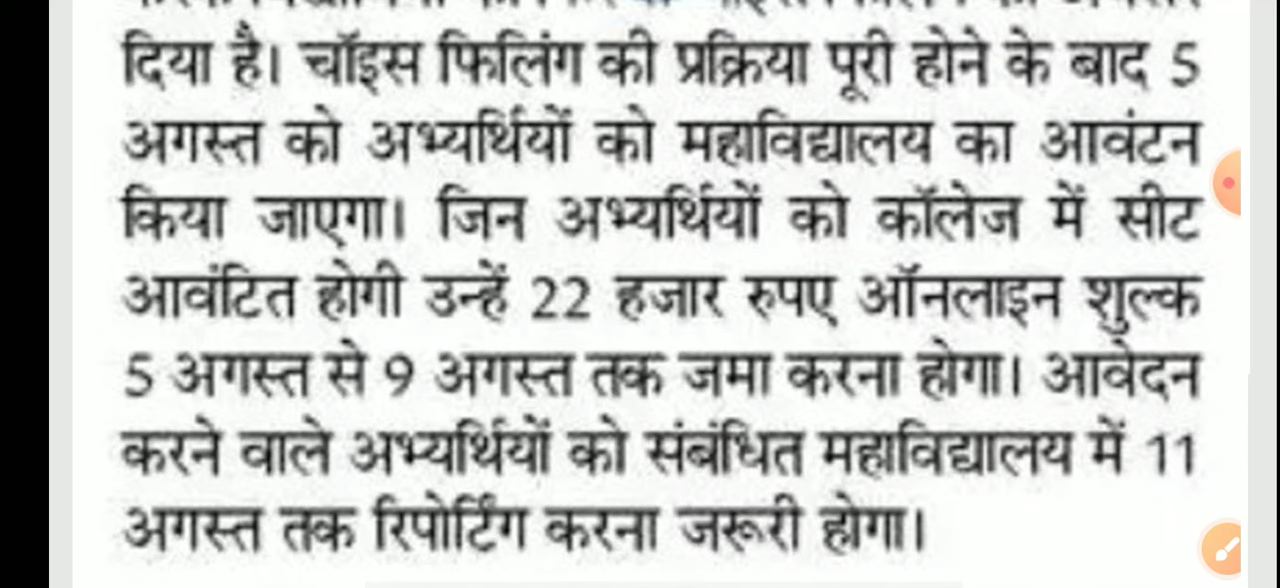 दिया है। चॉइस फिलिंग की प्रक्रिया पूरी होने के बाद 5
अगस्त को अभ्यर्थियों को महाविद्यालय का आवंटन
किया जाएगा। जिन अभ्यर्थियों को कॉलेज में सीट
आवंटित होगी उन्हें 22 हजार रुपए ऑनलाइन शुल्क
5 अगस्त से 9 अगस्त तक जमा करना होगा। आवेदन
करने वाले अभ्यर्थियों को संबंधित महाविद्यालय में 11
अगस्त तक रिपोर्टिंग करना जरूरी होगा।